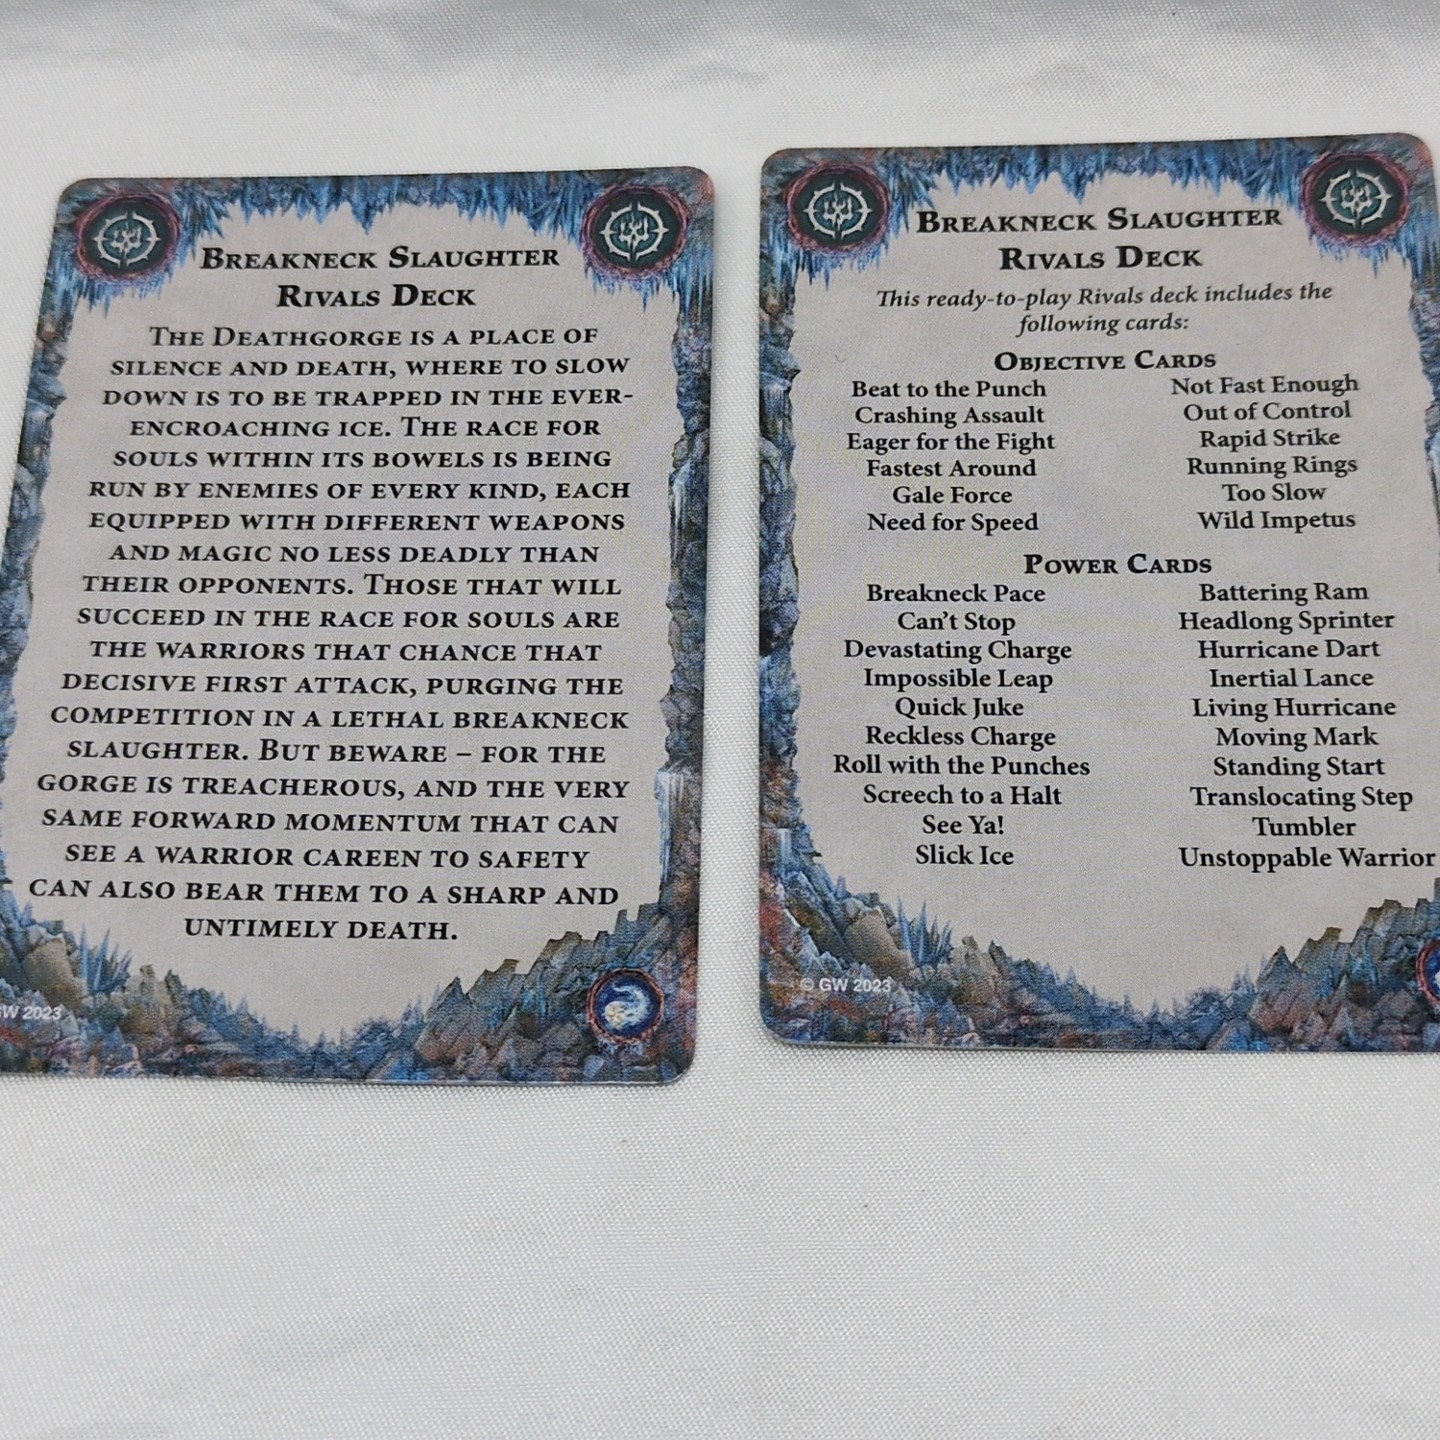 Breakneck Slaughter
Rivals Deck
The Deathgorge is a place of
silence and death, where to slow
down is to be trapped in the ever-
encroaching ice. The race for
souls within its bowels is being
run by enemies of every kind, each
equipped with different weapons
and magic no less deadly than
their opponents. Those that will
succeed in the race for souls are
the warriors that chance that
decisive first attack, purging the
competition in a lethal breakneck
slaughter. But beware – for the
gorge is treacherous, and the very
same forward momentum that can
see a warrior careen to safety
can also bear them to a sharp and
untimely death.
GW 2023
Breakneck Slaughter
Rivals Deck
This ready-to-play Rivals deck includes the
following cards:
Objective Cards
Beat to the Punch
Crashing Assault
Eager for the Fight
Fastest Around
Gale Force
Need for Speed
Not Fast Enough
Out of Control
Rapid Strike
Running Rings
Too Slow
Wild Impetus
Power Cards
Breakneck Pace
Can't Stop
Devastating Charge
Impossible Leap
Quick Juke
Reckless Charge
Roll with the Punches
Screech to a Halt
See Ya!
Slick Ice
Battering Ram
Headlong Sprinter
Hurricane Dart
Inertial Lance
Living Hurricane
Moving Mark
Standing Start
Translocating Step
Tumbler
Unstoppable Warrior
© GW 2023